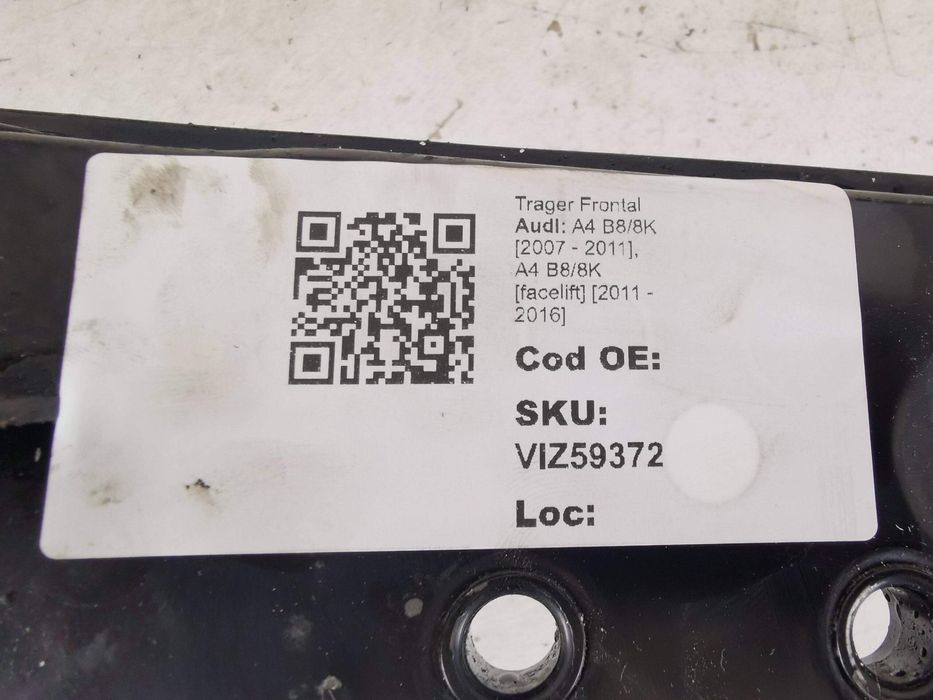 Trager Frontal
Audi: A4 B8/8K
[2007 - 2011],
A4 B8/8K
[facelift] [2011 -
2016]
Cod OE:
SKU:
VIZ59372
Loc: